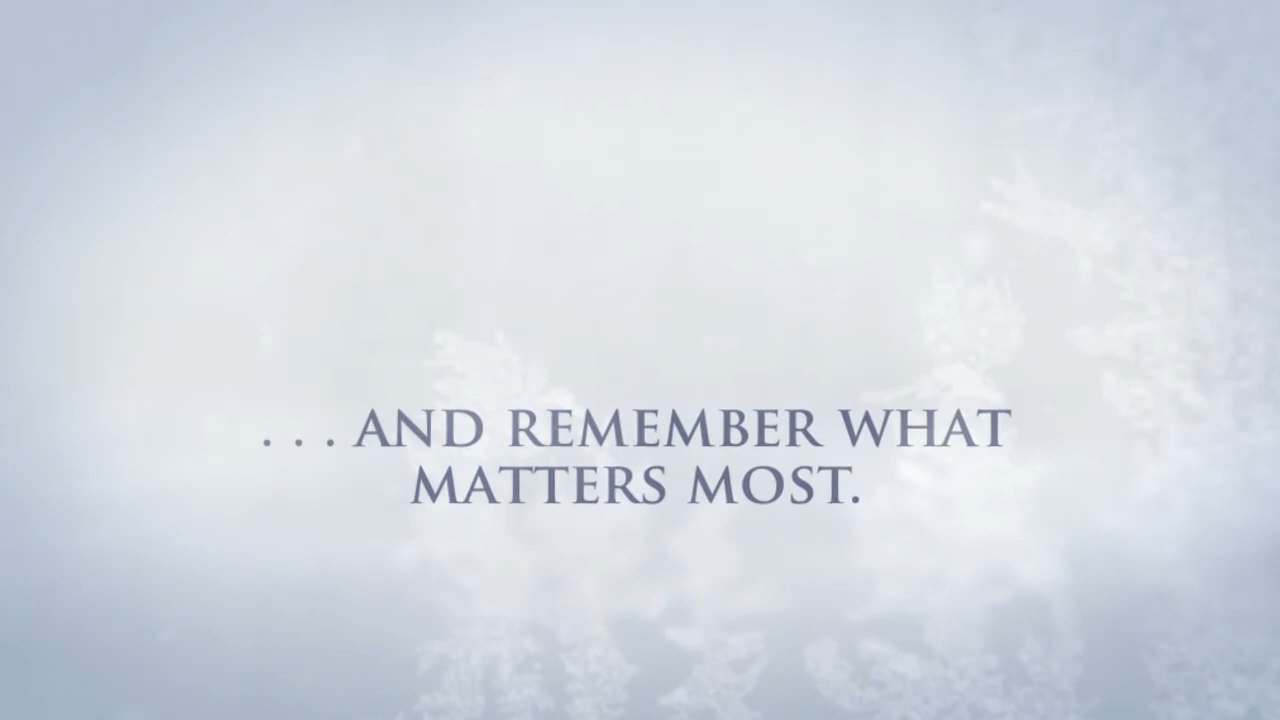 . . . AND REMEMBER WHAT
MATTERS MOST.